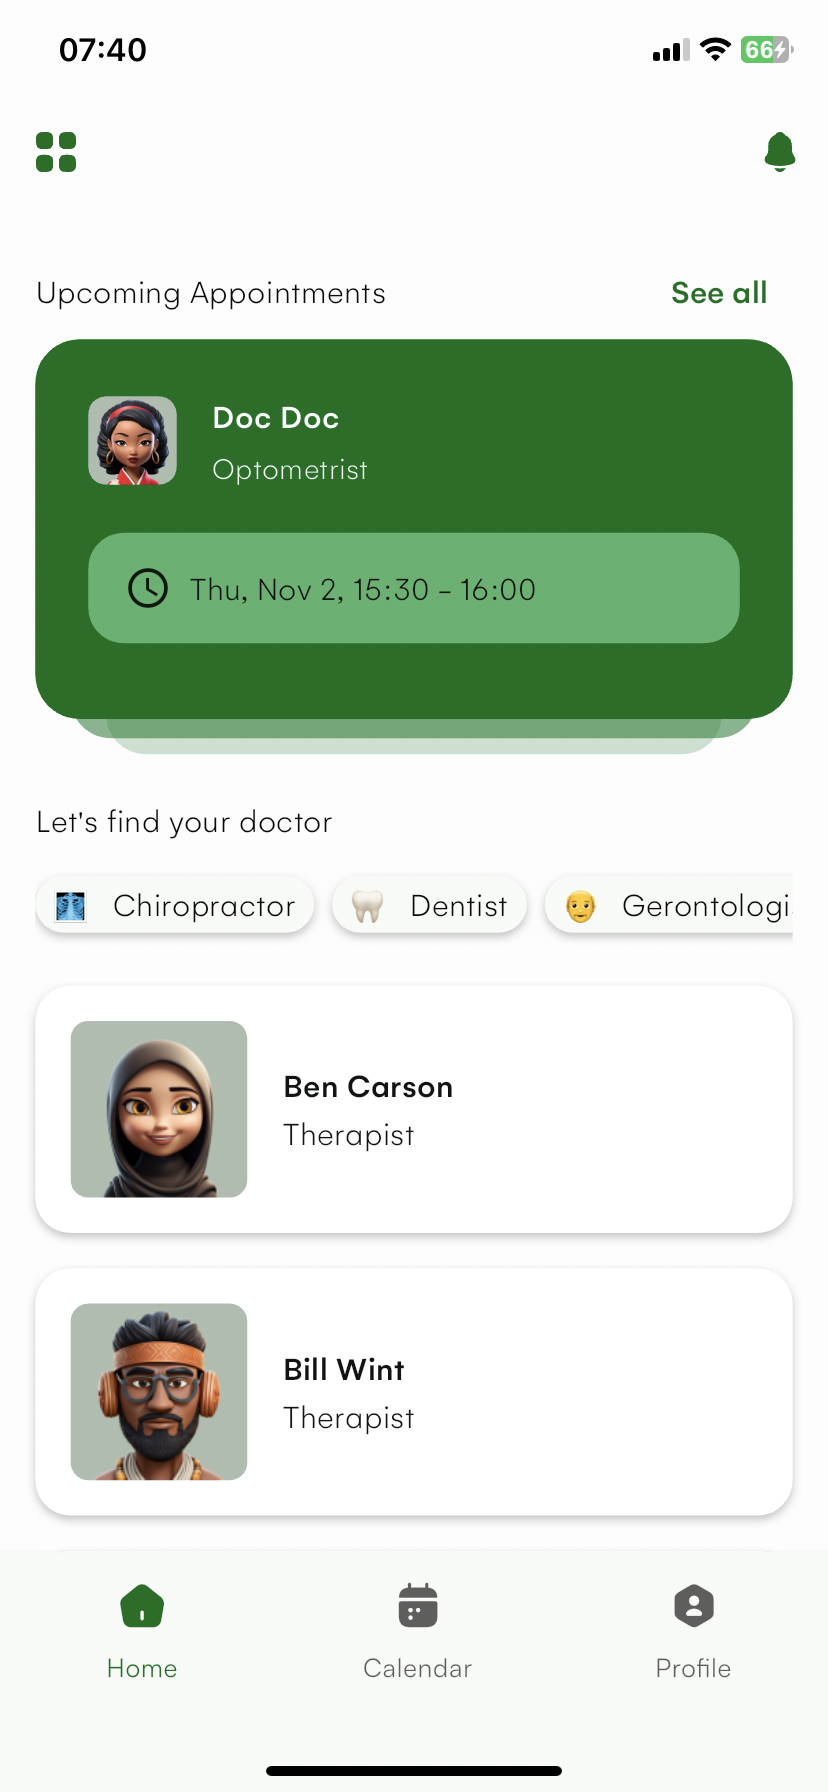 07:40
66
Upcoming Appointments
See all
Doc Doc
Optometrist
Thu, Nov 2, 15:30 - 16:00
Let's find your doctor
Chiropractor
Dentist
Gerontologi
Ben Carson
Therapist
Bill Wint
Therapist
Home
Calendar
Profile